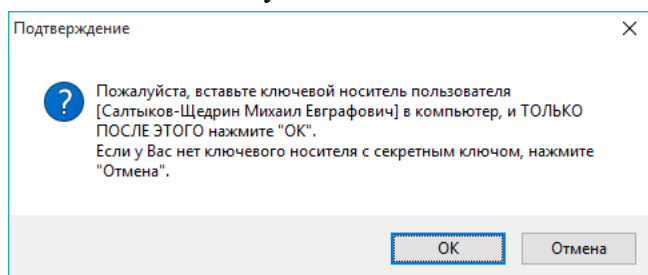 Подтверждение
Пожалуйста, вставьте ключевой носитель пользователя
[Салтыков-Щедрин Михаил Евграфович] в компьютер, и ТОЛЬКО
ПОСЛЕ ЭТОГО нажмите "ОК".
Если у Вас нет ключевого носителя с секретным ключом, нажмите
"Отмена".
ОК
Отмена